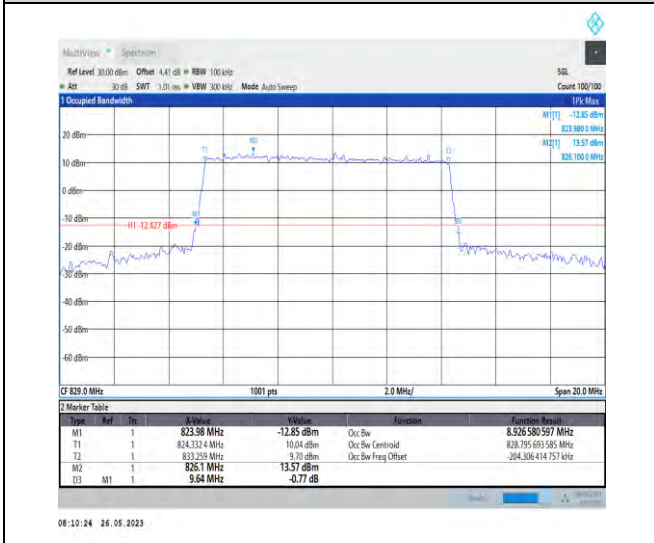 MultiView Spectrum
Ref Level 30.00 dBm Offset 4.41 dB RBW 100 kHz SGL
Att 30 dB SWT 1.01 ms VBW 300 kHz Mode Auto Sweep Count 100/100
1 Occupied Bandwidth 1Pk Max
M1[1] -12.85 dBm
823.980 0 MHz
M2[1] 13.57 dBm
826.100 0 MHz
20 dBm
M2
T1
T2
10 dBm
0 dBm
-10 dBm
M1
H1 -12.427 dBm
-20 dBm
-30 dBm
-40 dBm
-50 dBm
-60 dBm
CF 829.0 MHz 1001 pts 2.0 MHz/ Span 20.0 MHz
2 Marker Table
Type Ref Trc X-Value Y-Value Function Function Result
M1 1 823.98 MHz -12.85 dBm Occ Bw 8.926 580 597 MHz
T1 1 824.332 4 MHz 10.04 dBm Occ Bw Centroid 828.795 693 585 MHz
T2 1 833.259 MHz 9.70 dBm Occ Bw Freq Offset -204.306 414 757 kHz
M2 1 826.1 MHz 13.57 dBm
D3 M1 1 9.64 MHz -0.77 dB
08:10:24 26.05.2023